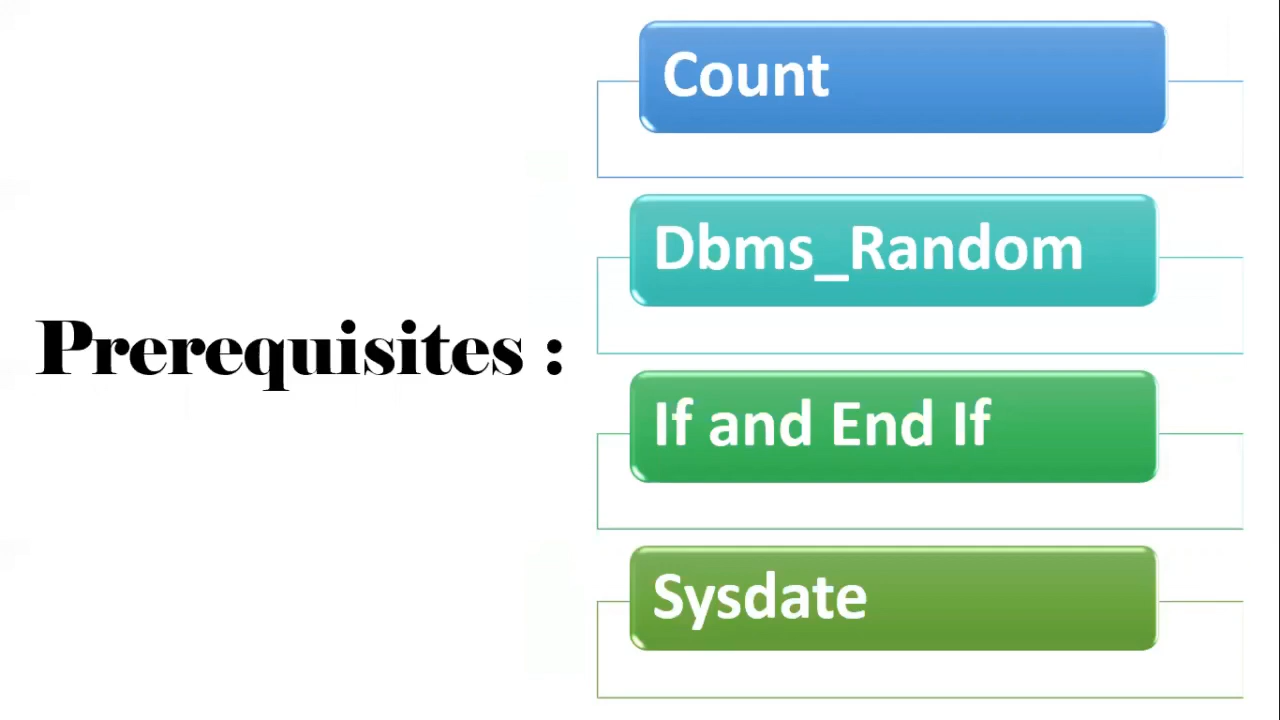 Prerequisites :
Count
Dbms_Random
If and End If
Sysdate